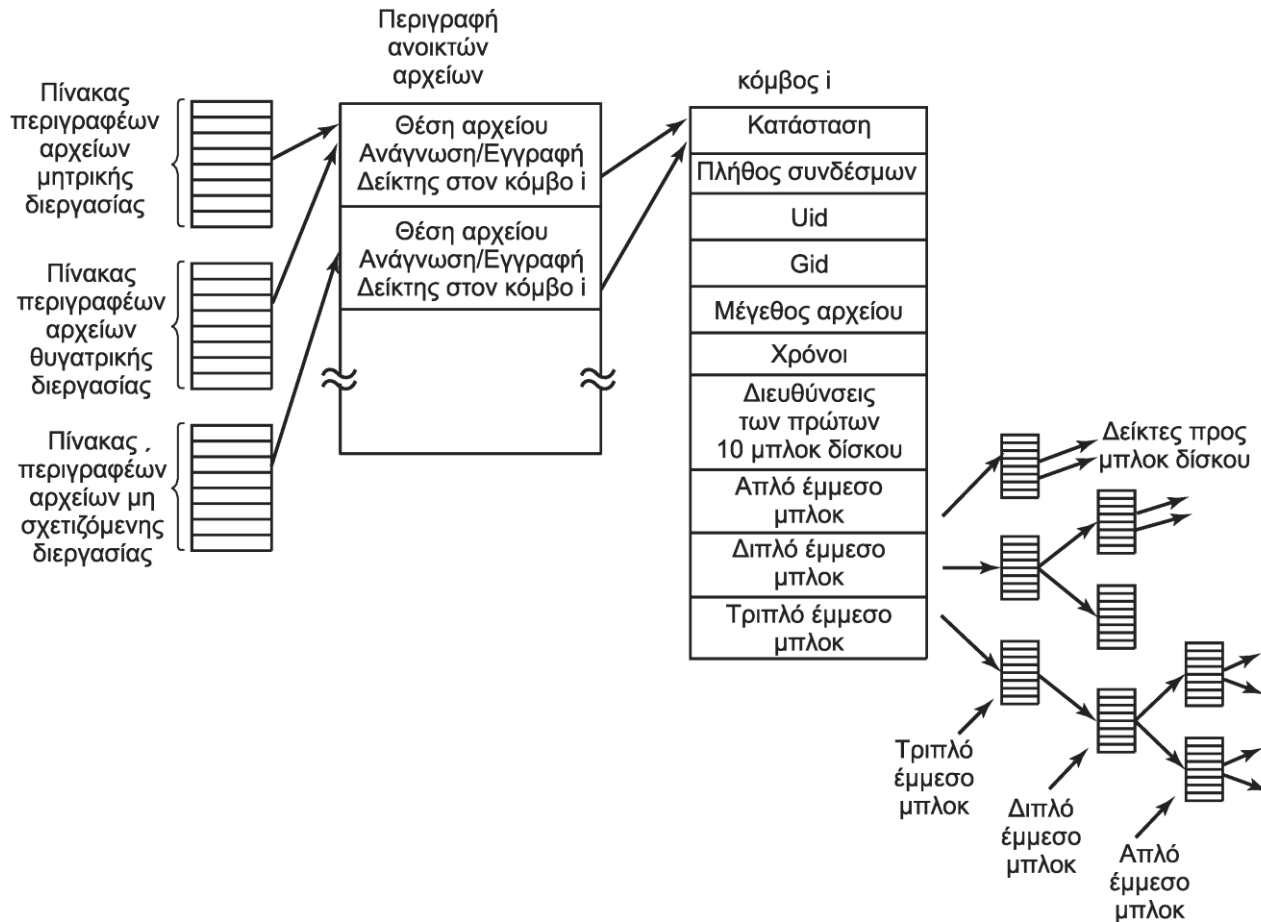 Περιγραφή
ανοικτών
αρχείων
Πίνακας
περιγραφέων
αρχείων
μητρικής
διεργασίας
Πίνακας
περιγραφέων
αρχείων
θυγατρικής
διεργασίας
Πίνακας
περιγραφέων
αρχείων μη
σχετιζόμενης
διεργασίας
Θέση αρχείου
Ανάγνωση/Εγγραφή
Δείκτης στον κόμβο i
Θέση αρχείου
Ανάγνωση/Εγγραφή
Δείκτης στον κόμβο i
κόμβος i
Κατάσταση
Πλήθος συνδέσμων
Uid
Gid
Μέγεθος αρχείου
Χρόνοι
Διευθύνσεις
των πρώτων
10 μπλοκ δίσκου
Απλό έμμεσο
μπλοκ
Διπλό έμμεσο
μπλοκ
Τριπλό έμμεσο
μπλοκ
Δείκτες προς
μπλοκ δίσκου
Τριπλό
έμμεσο
μπλοκ
Διπλό
έμμεσο
μπλοκ
Απλό
έμμεσο
μπλοκ